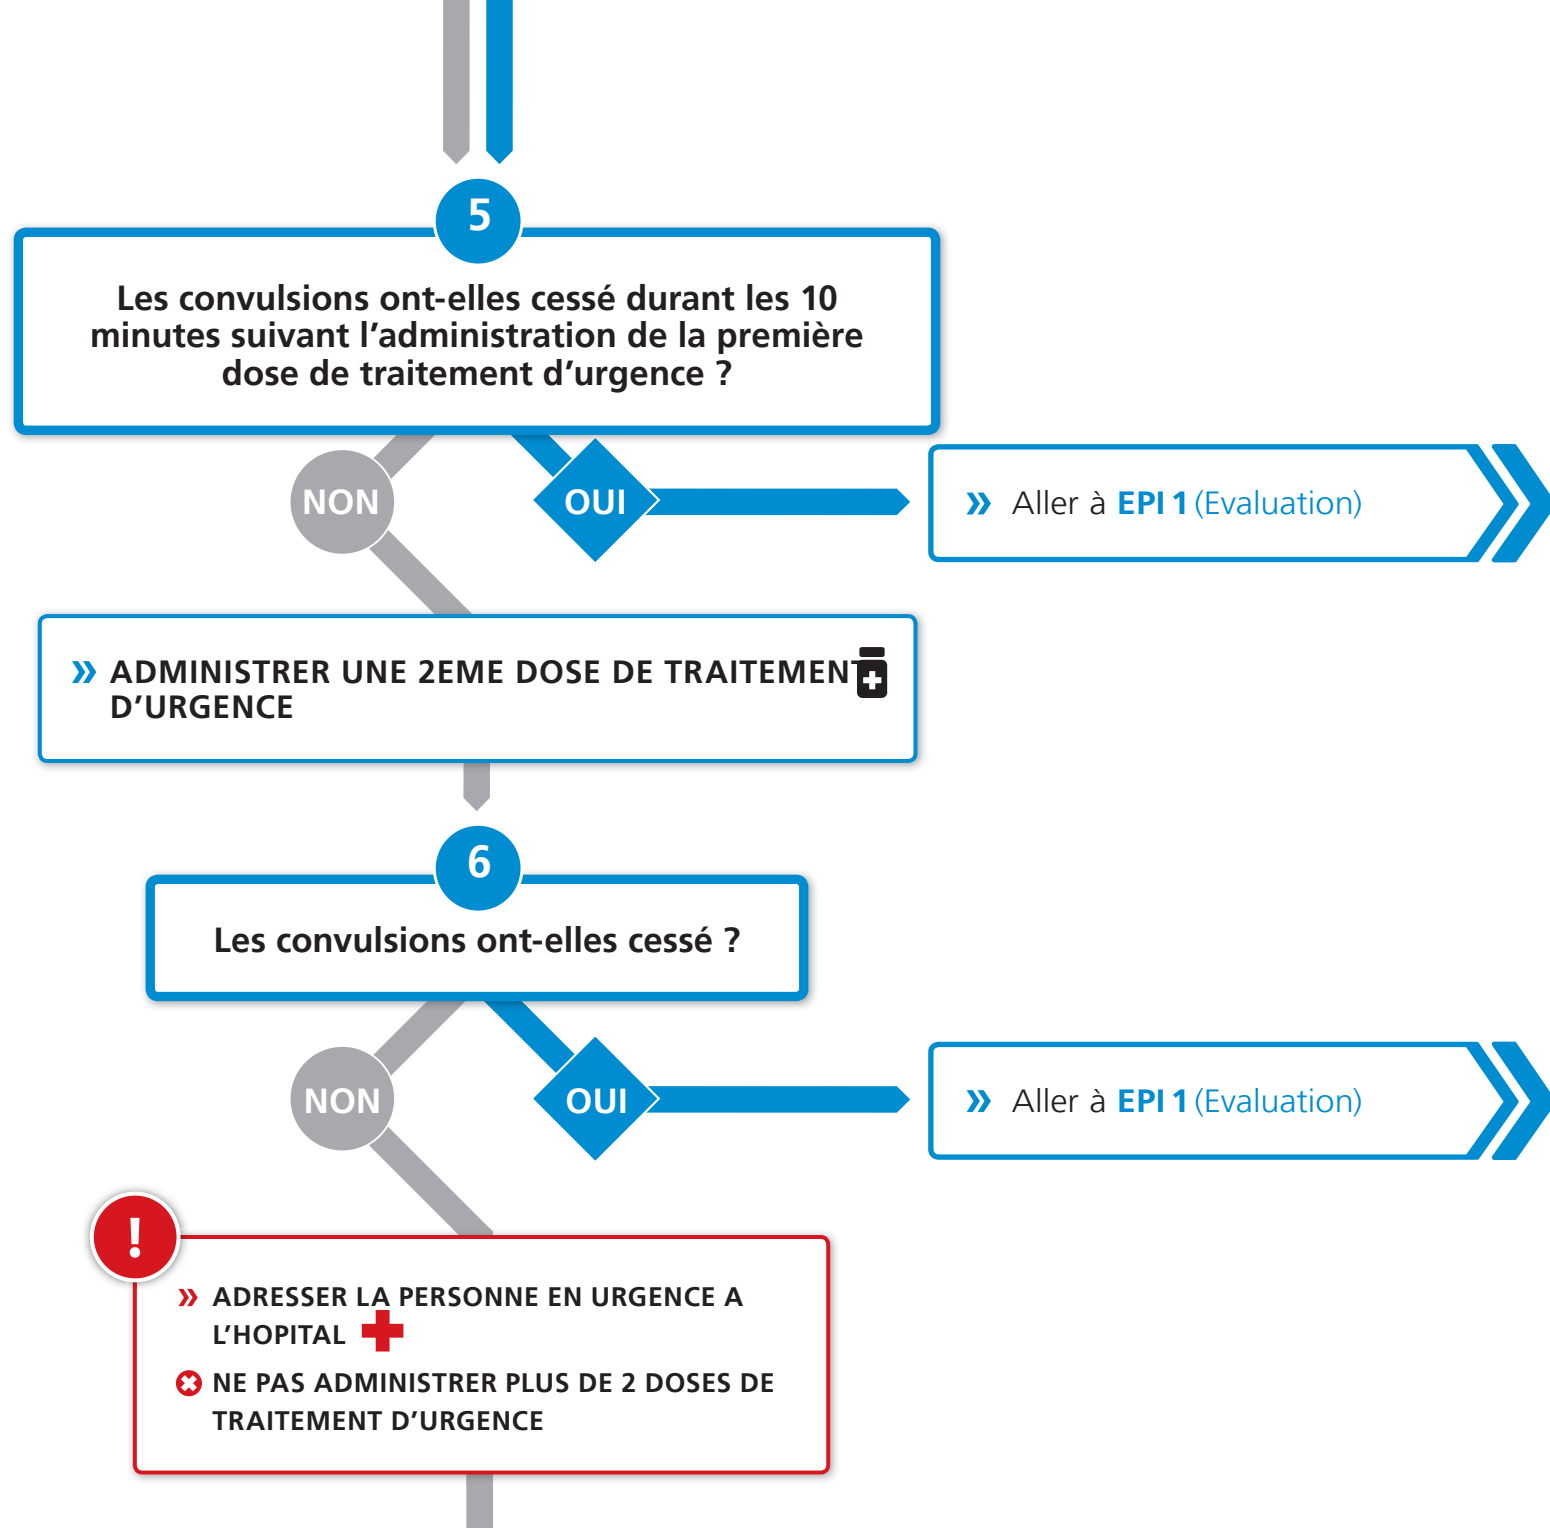 5
Les convulsions ont-elles cessé durant les 10
minutes suivant l’administration de la première
dose de traitement d’urgence ?
NON
OUI
» Aller à EPI 1 (Evaluation)
» ADMINISTRER UNE 2EME DOSE DE TRAITEMENT
D’URGENCE
6
Les convulsions ont-elles cessé ?
NON
OUI
» Aller à EPI 1 (Evaluation)
!
» ADRESSER LA PERSONNE EN URGENCE A
L’HOPITAL
NE PAS ADMINISTRER PLUS DE 2 DOSES DE
TRAITEMENT D’URGENCE